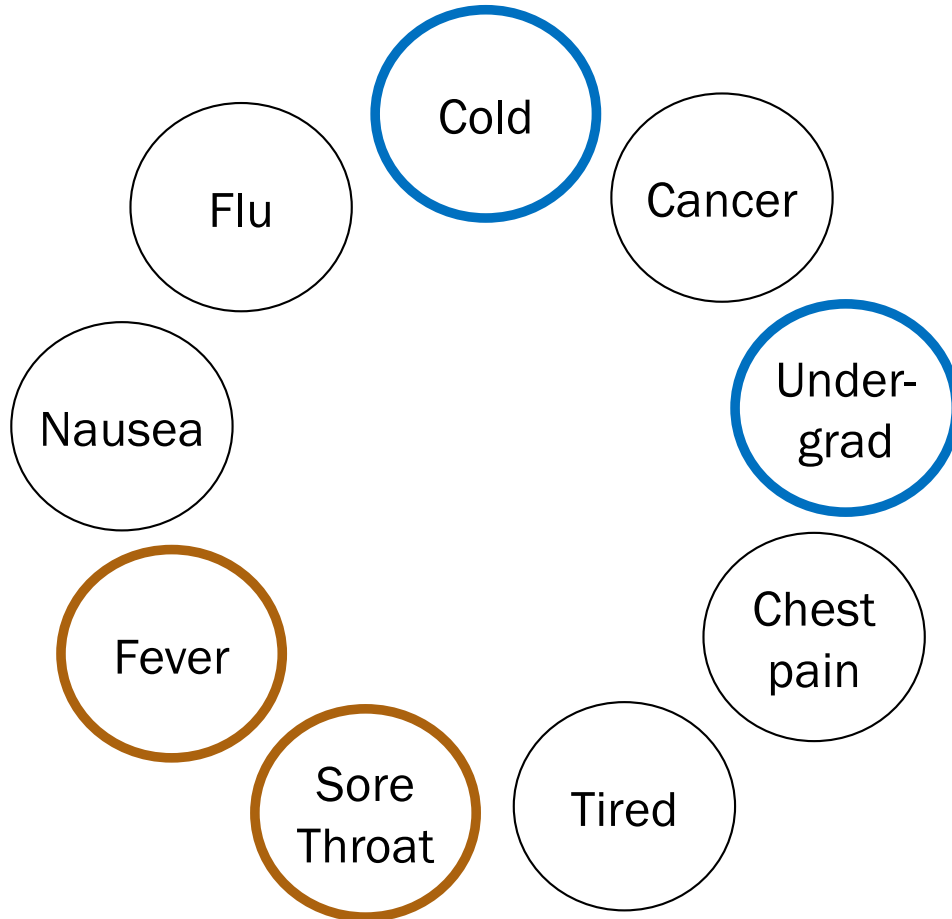 Cold
Cancer
Flu
Under-
grad
Nausea
Chest
pain
Fever
Sore
Throat
Tired